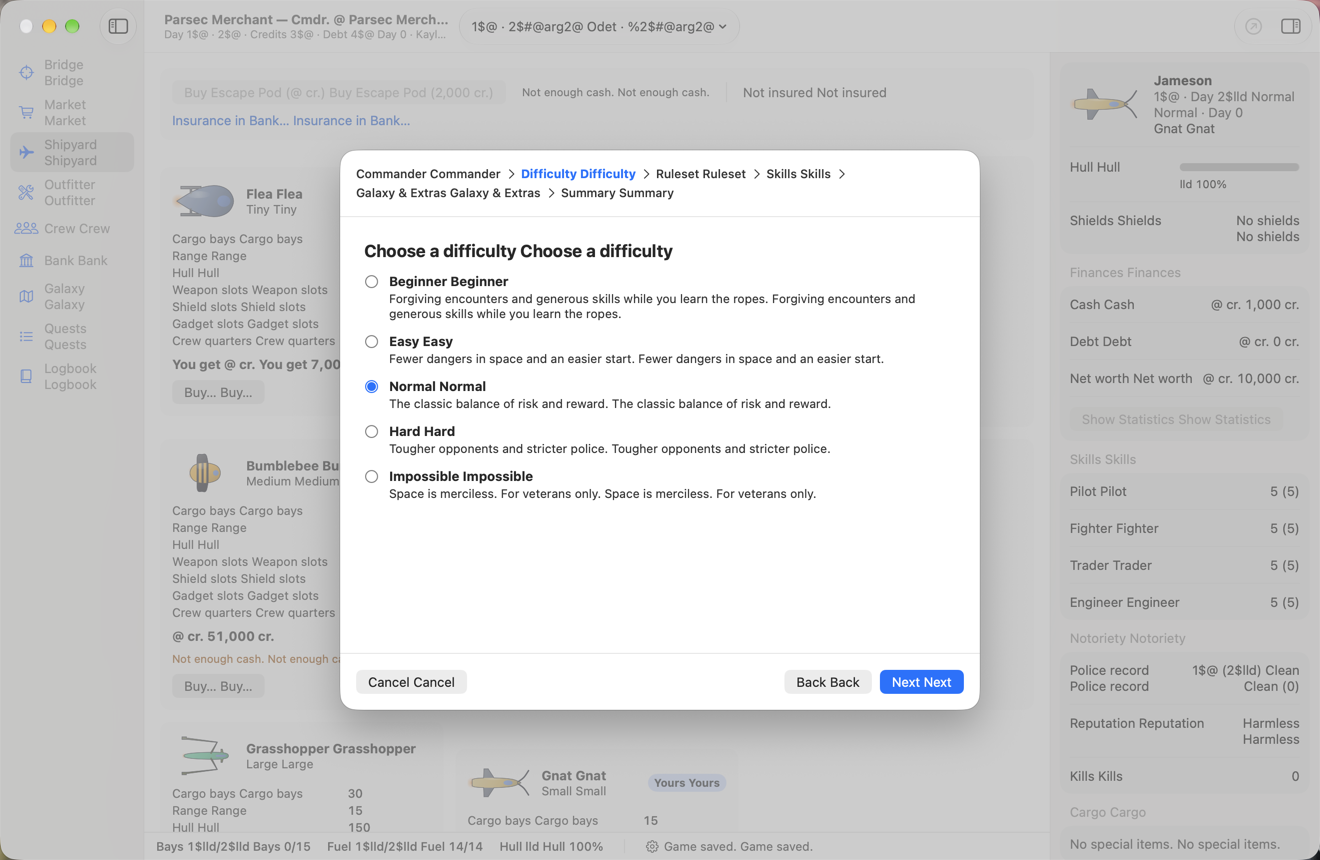 Parsec Merchant — Cmdr. @ Parsec Merch...
Day 1$@ · 2$@ · Credits 3$@ · Debt 4$@ Day 0 · Kayl...
1$@ · 2$#@arg2@ Odet · %2$#@arg2@
Bridge
Bridge
Market
Market
Shipyard
Shipyard
Outfitter
Outfitter
Crew Crew
Bank Bank
Galaxy
Galaxy
Quests
Quests
Logbook
Logbook
Buy Escape Pod (@ cr.) Buy Escape Pod (2,000 cr.)
Not enough cash. Not enough cash.
Not insured Not insured
Insurance in Bank... Insurance in Bank...
Flea Flea
Tiny Tiny
Cargo bays Cargo bays
Range Range
Hull Hull
Weapon slots Weapon slots
Shield slots Shield slots
Gadget slots Gadget slots
Crew quarters Crew quarters
You get @ cr. You get 7,00
Buy... Buy...
Bumblebee Bu
Medium Medium
Cargo bays Cargo bays
Range Range
Hull Hull
Weapon slots Weapon slots
Shield slots Shield slots
Gadget slots Gadget slots
Crew quarters Crew quarters
@ cr. 51,000 cr.
Not enough cash. Not enough ca
Buy... Buy...
Grasshopper Grasshopper
Large Large
Cargo bays Cargo bays 30
Range Range 15
Hull Hull 150
Gnat Gnat
Small Small
Yours Yours
Cargo bays Cargo bays 15
Commander Commander > Difficulty Difficulty > Ruleset Ruleset > Skills Skills >
Galaxy & Extras Galaxy & Extras > Summary Summary
Choose a difficulty Choose a difficulty
Beginner Beginner
Forgiving encounters and generous skills while you learn the ropes. Forgiving encounters and
generous skills while you learn the ropes.
Easy Easy
Fewer dangers in space and an easier start. Fewer dangers in space and an easier start.
Normal Normal
The classic balance of risk and reward. The classic balance of risk and reward.
Hard Hard
Tougher opponents and stricter police. Tougher opponents and stricter police.
Impossible Impossible
Space is merciless. For veterans only. Space is merciless. For veterans only.
Cancel Cancel
Back Back
Next Next
Jameson
1$@ · Day 2$lld Normal
Normal · Day 0
Gnat Gnat
Hull Hull
lld 100%
Shields Shields No shields
No shields
Finances Finances
Cash Cash @ cr. 1,000 cr.
Debt Debt @ cr. 0 cr.
Net worth Net worth @ cr. 10,000 cr.
Show Statistics Show Statistics
Skills Skills
Pilot Pilot 5 (5)
Fighter Fighter 5 (5)
Trader Trader 5 (5)
Engineer Engineer 5 (5)
Notoriety Notoriety
Police record 1$@ (2$lld) Clean
Police record Clean (0)
Reputation Reputation Harmless
Harmless
Kills Kills 0
Cargo Cargo
No special items. No special items.
Bays 1$lld/2$lld Bays 0/15
Fuel 1$lld/2$lld Fuel 14/14
Hull lld Hull 100%
Game saved. Game saved.